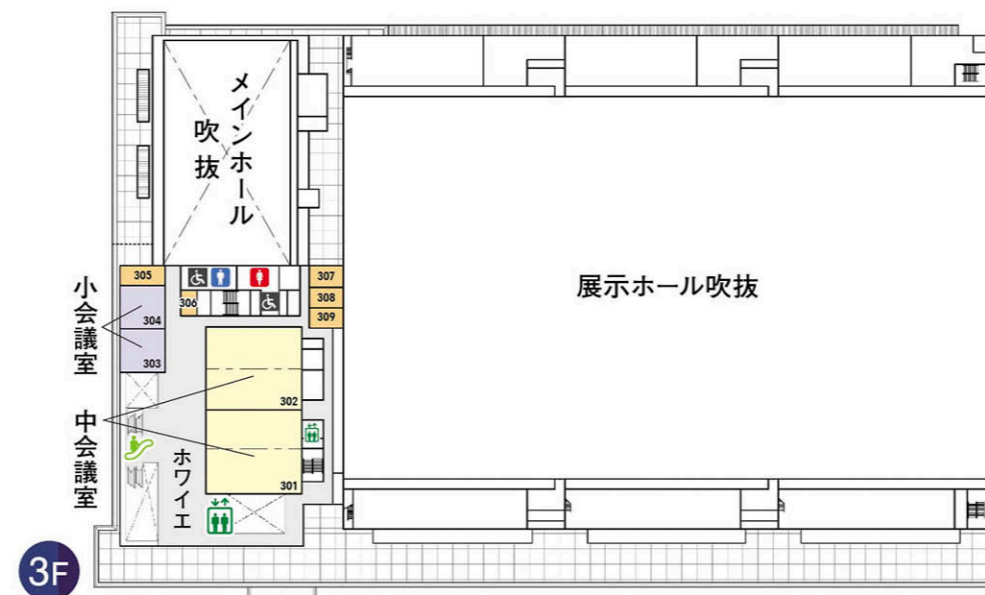 メインホール
吹抜
展示ホール吹抜
305
306
307
308
309
小会議室
304
303
302
中会議室
301
ホワイエ
3F